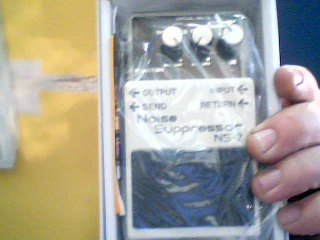 OUTPUT INPUT
SEND RETURN
Noise
Suppressor
NS-2